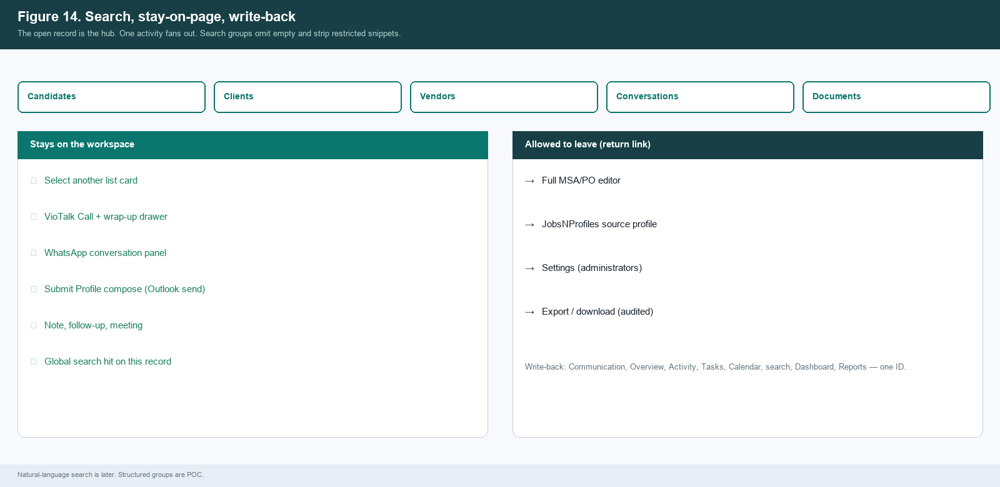 Figure 14. Search, stay-on-page, write-back
The open record is the hub. One activity fans out. Search groups omit empty and strip restricted snippets.
Candidates
Clients
Vendors
Conversations
Documents
Stays on the workspace
Select another list card
VioTalk Call + wrap-up drawer
WhatsApp conversation panel
Submit Profile compose (Outlook send)
Note, follow-up, meeting
Global search hit on this record
Allowed to leave (return link)
→ Full MSA/PO editor
→ JobsNProfiles source profile
→ Settings (administrators)
→ Export / download (audited)
Write-back: Communication, Overview, Activity, Tasks, Calendar, search, Dashboard, Reports — one ID.
Natural-language search is later. Structured groups are POC.